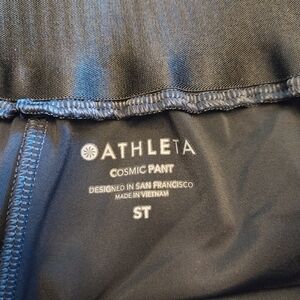 ATHLETA
COSMIC PANT
DESIGNED IN SAN FRANCISCO
MADE IN VIETNAM
ST